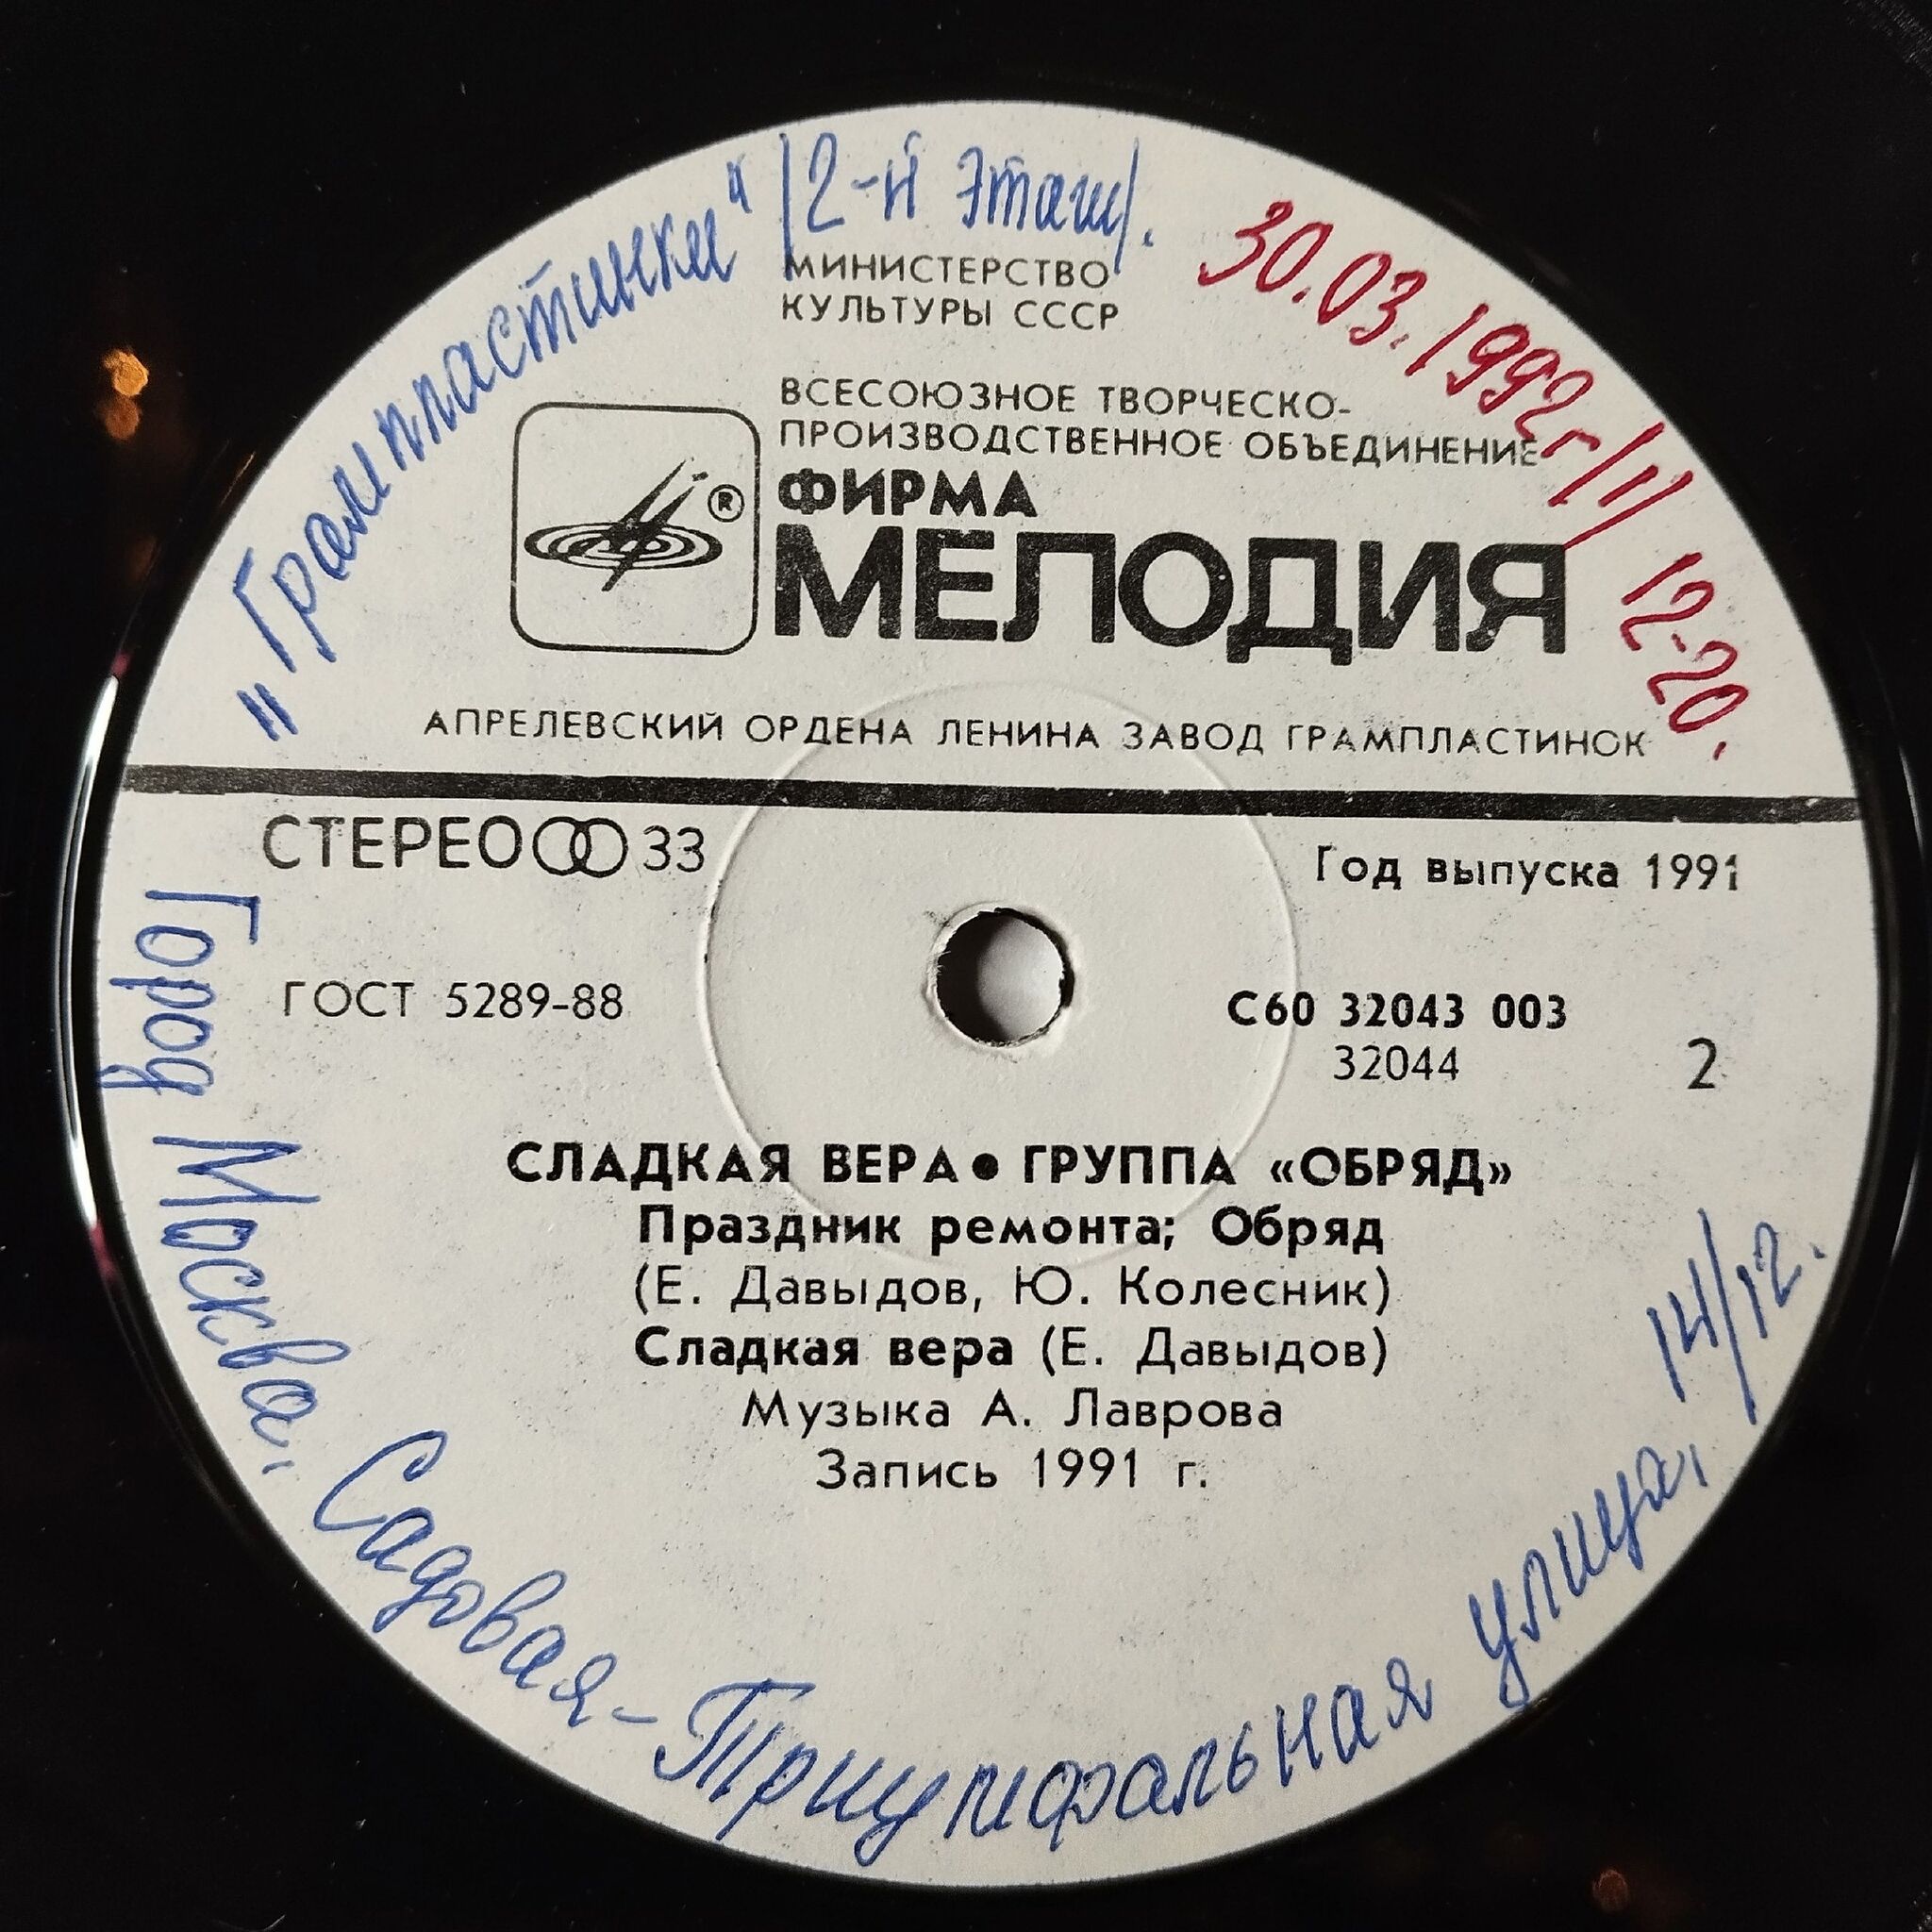 „Грампластинки“ /2-й этаж/.
30.03.1992г/1/ 12-20.
МИНИСТЕРСТВО
КУЛЬТУРЫ СССР
ВСЕСОЮЗНОЕ ТВОРЧЕСКО-
ПРОИЗВОДСТВЕННОЕ ОБЪЕДИНЕНИЕ
ФИРМА
МЕЛОДИЯ
®
АПРЕЛЕВСКИЙ ОРДЕНА ЛЕНИНА ЗАВОД ГРАМПЛАСТИНОК
СТЕРЕО 33
Год выпуска 1991
ГОСТ 5289-88
С60 32043 003
32044
2
СЛАДКАЯ ВЕРА • ГРУППА «ОБРЯД»
Праздник ремонта; Обряд
(Е. Давыдов, Ю. Колесник)
Сладкая вера (Е. Давыдов)
Музыка А. Лаврова
Запись 1991 г.
Город Москва, Садовая-Триумфальная улица, 14/12.